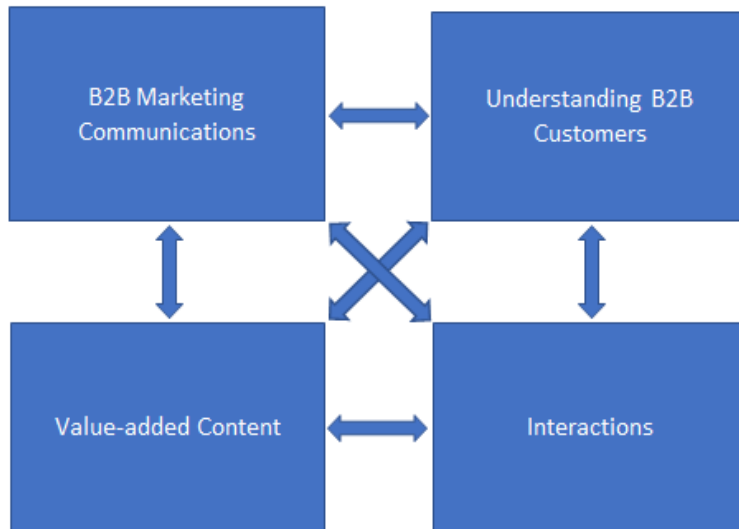 B2B Marketing
Communications
Understanding B2B
Customers
Value-added Content
Interactions